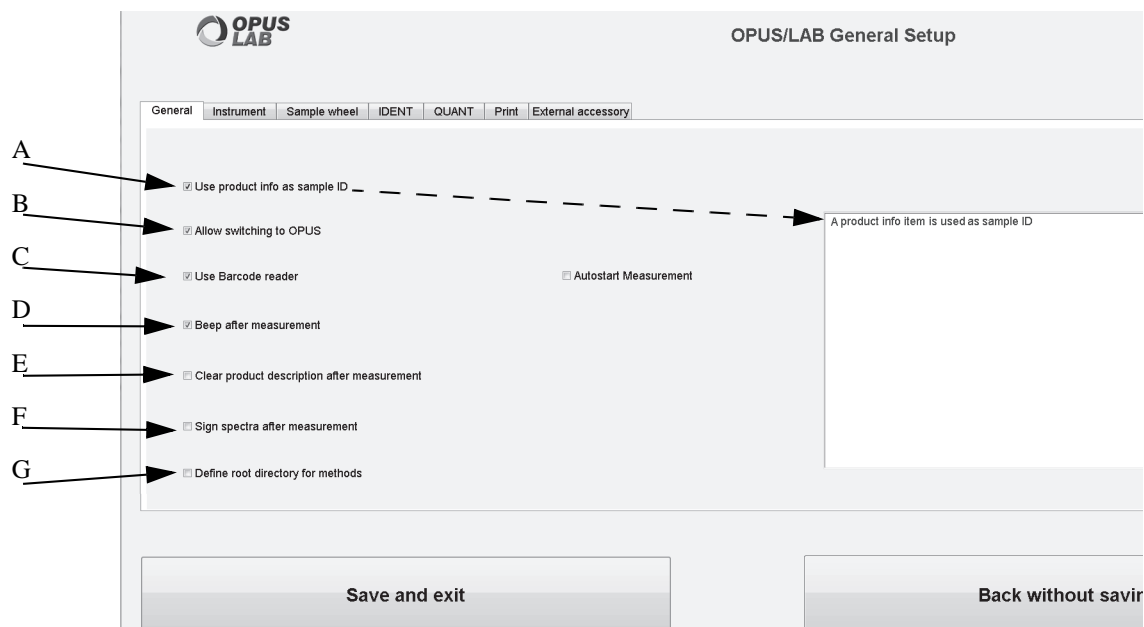 OPUS
LAB
OPUS/LAB General Setup
General Instrument Sample wheel IDENT QUANT Print External accessory
A
Use product info as sample ID
A product info item is used as sample ID
B
Allow switching to OPUS
C
Use Barcode reader
Autostart Measurement
D
Beep after measurement
E
Clear product description after measurement
F
Sign spectra after measurement
G
Define root directory for methods
Save and exit
Back without savin